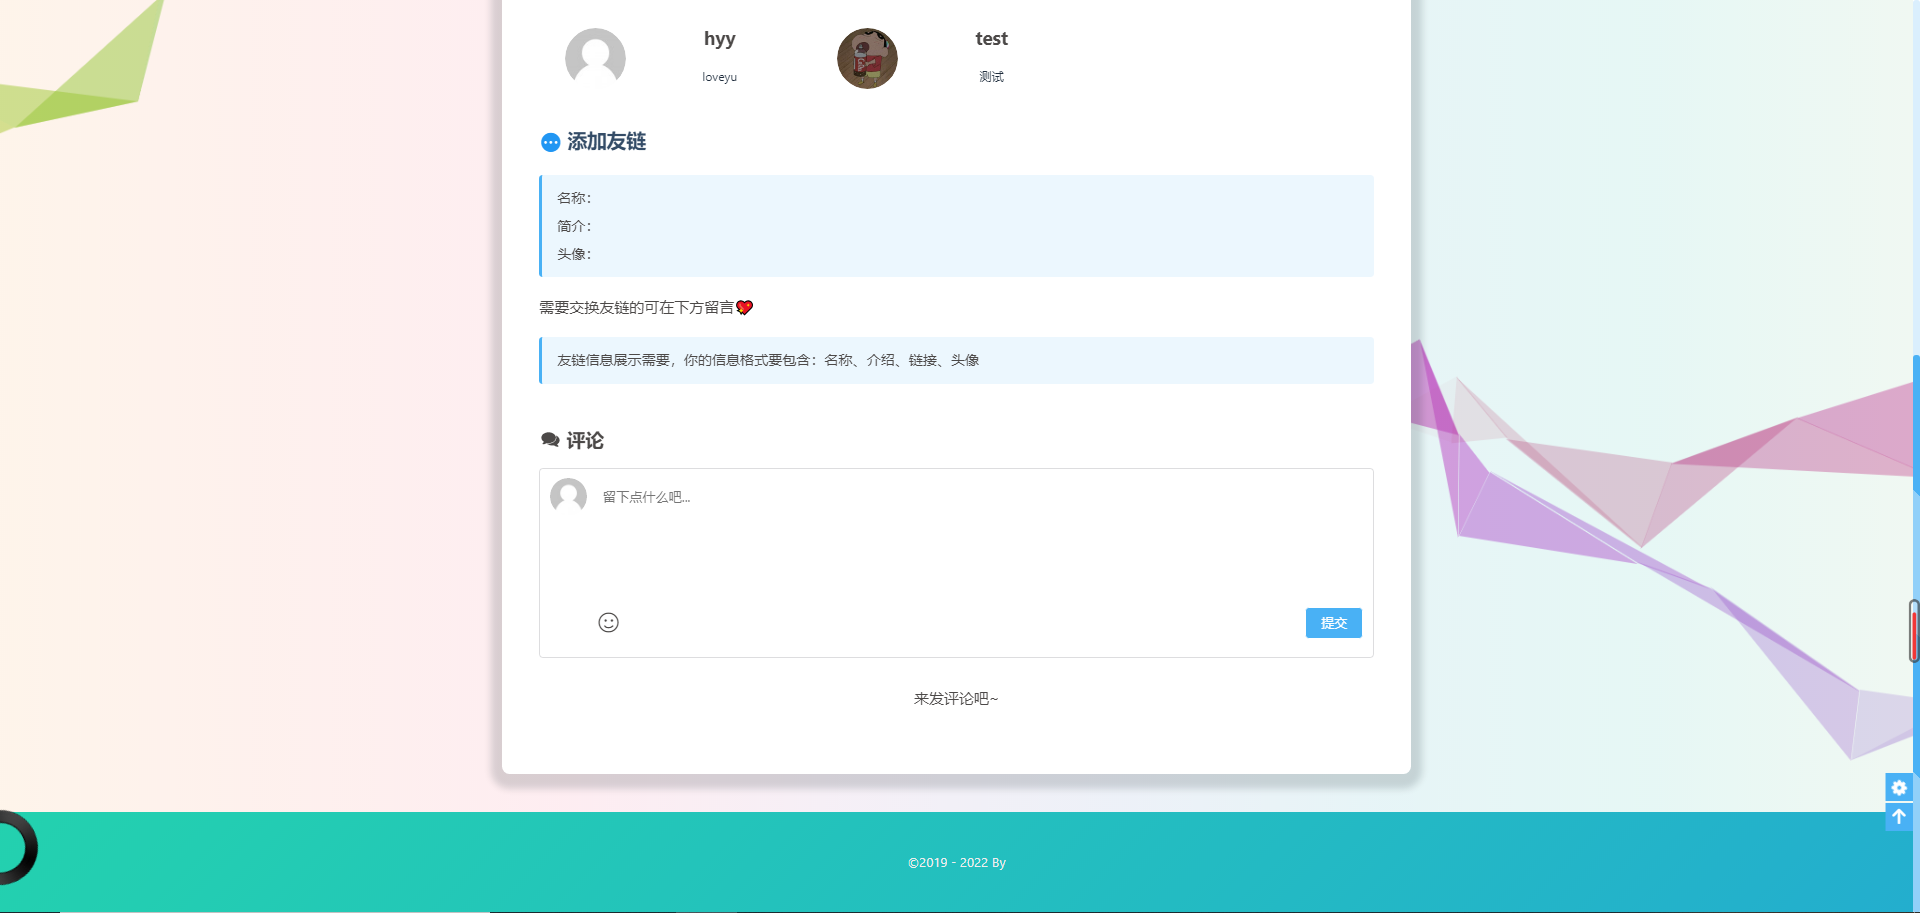 hyy
loveyu
test
测试
添加友链
名称：
简介：
头像：
需要交换友链的可在下方留言
友链信息展示需要，你的信息格式要包含：名称、介绍、链接、头像
评论
留下点什么吧...
提交
来发评论吧~
©2019 - 2022 By